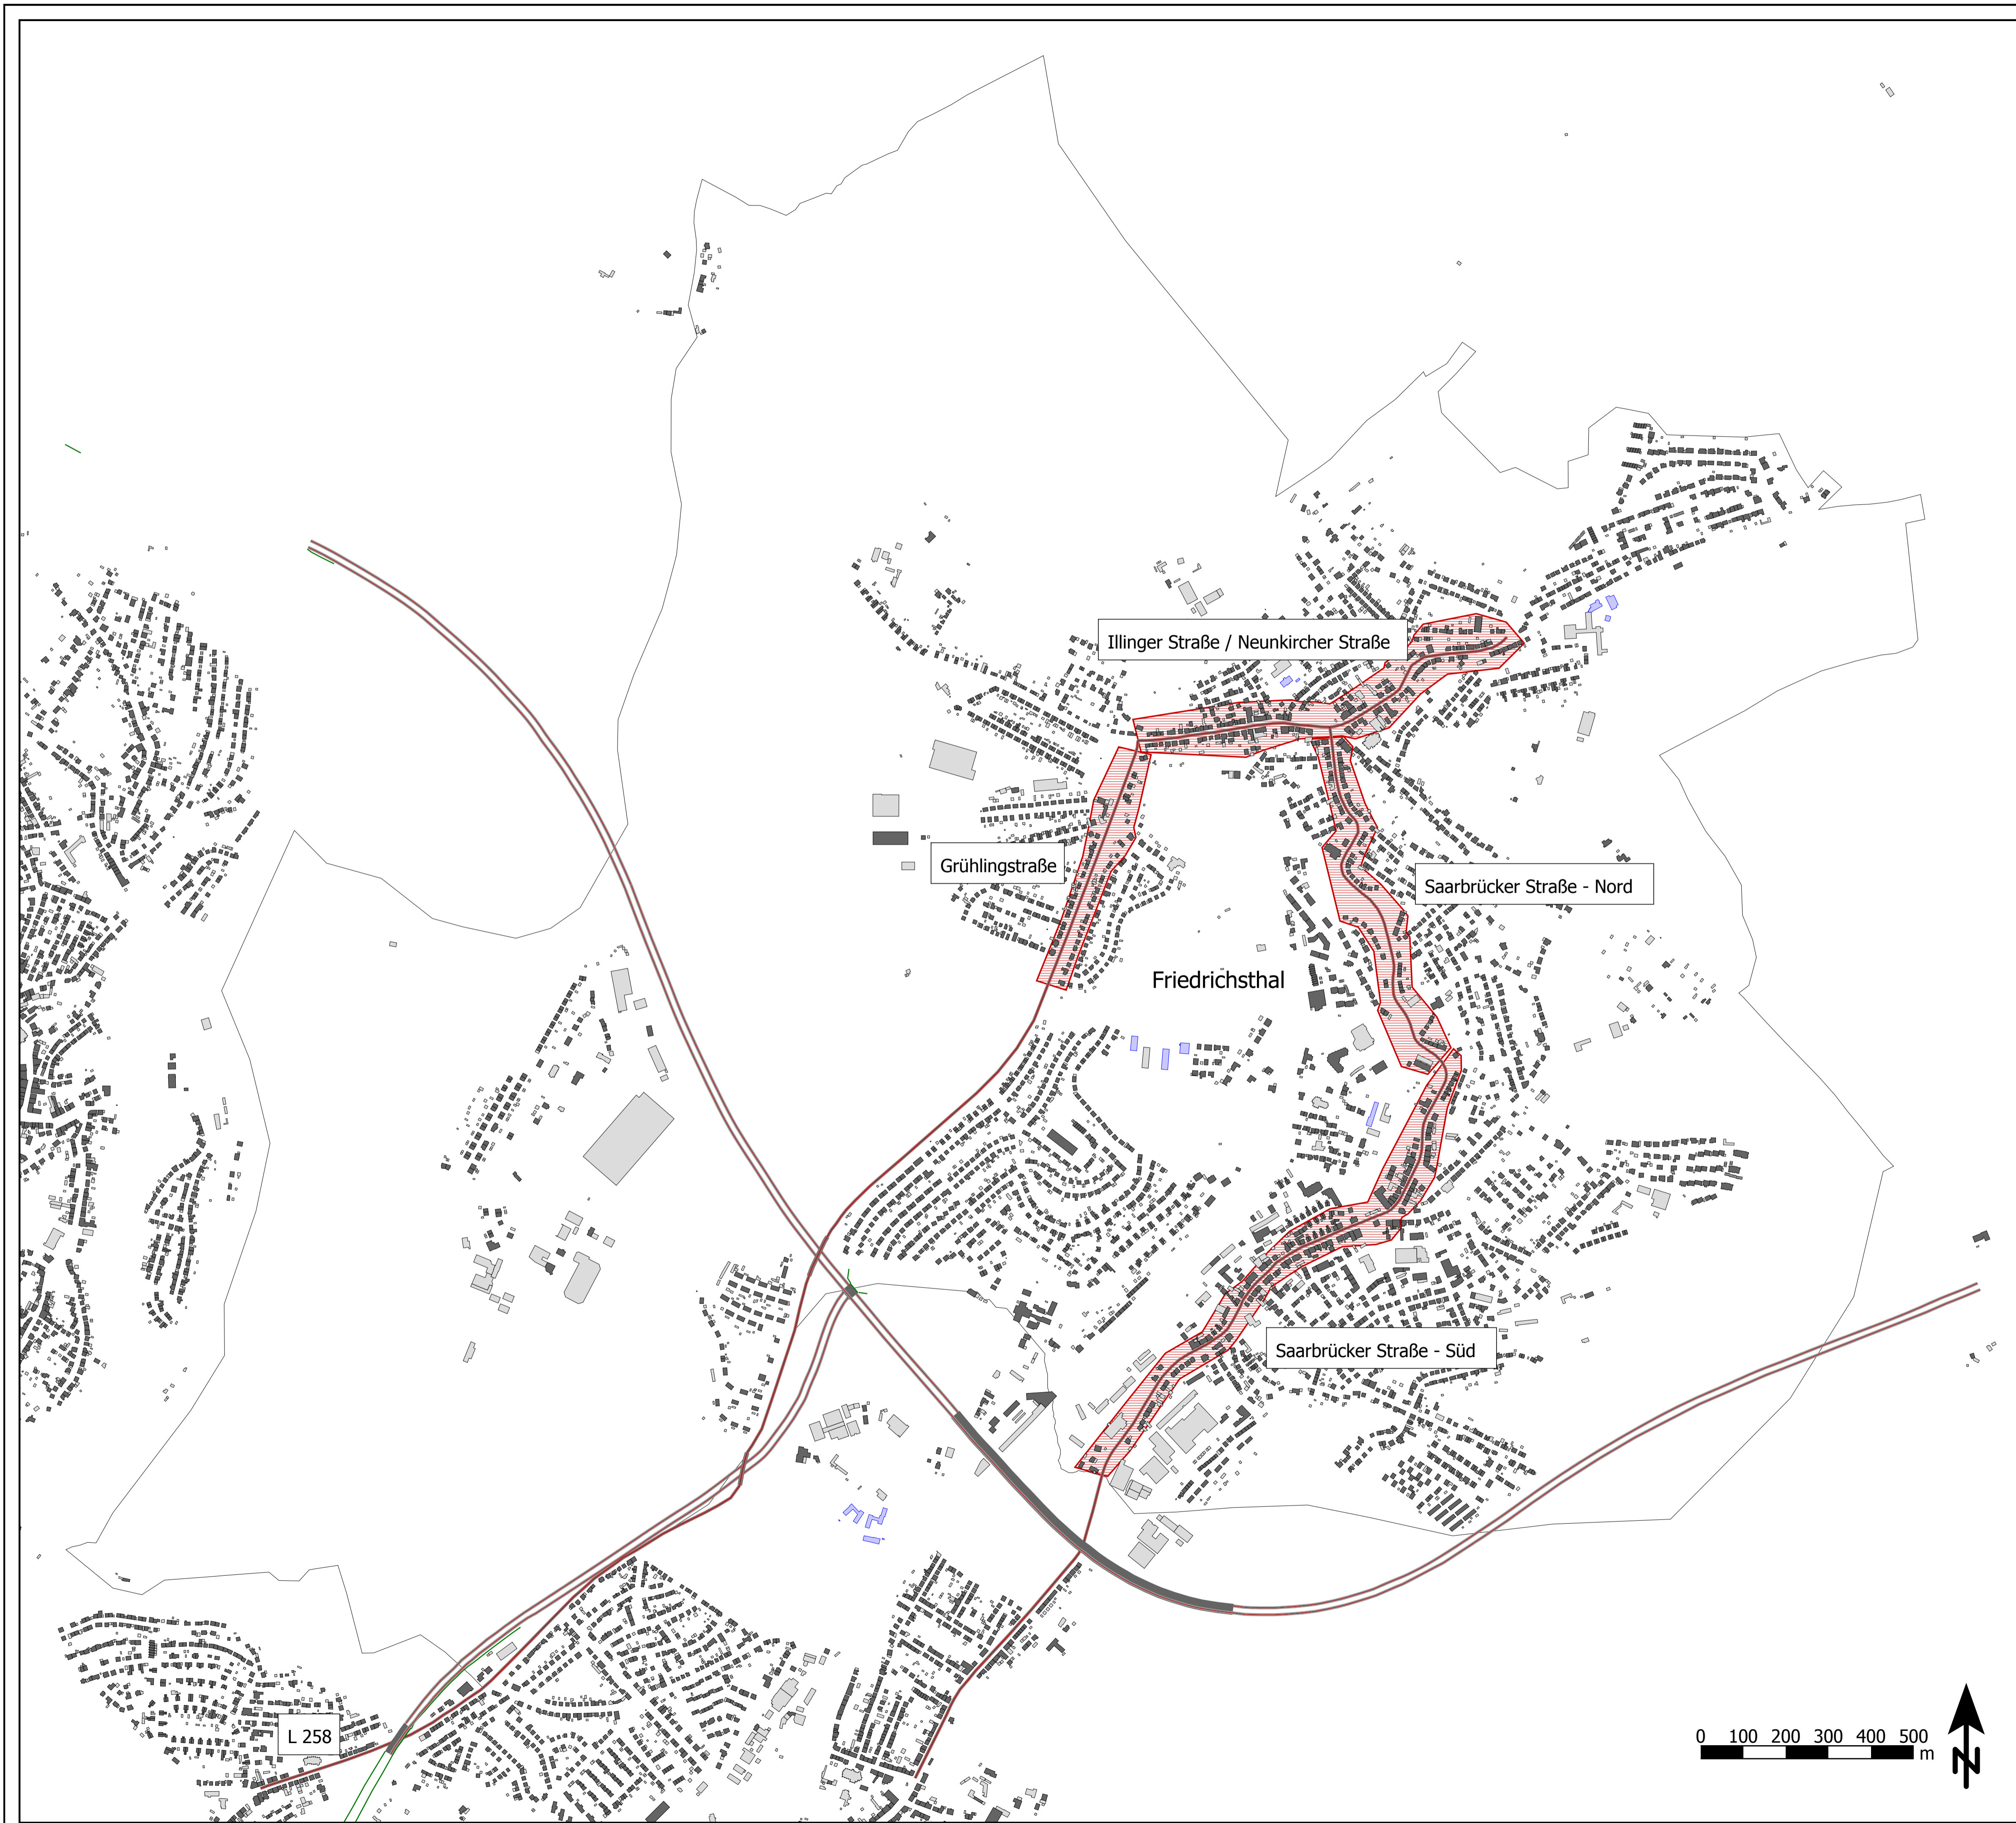 Illinger Straße / Neunkircher Straße
Grühlingstraße
Saarbrücker Straße - Nord
Friedrichsthal
Saarbrücker Straße - Süd
L 258
0 100 200 300 400 500
m
N